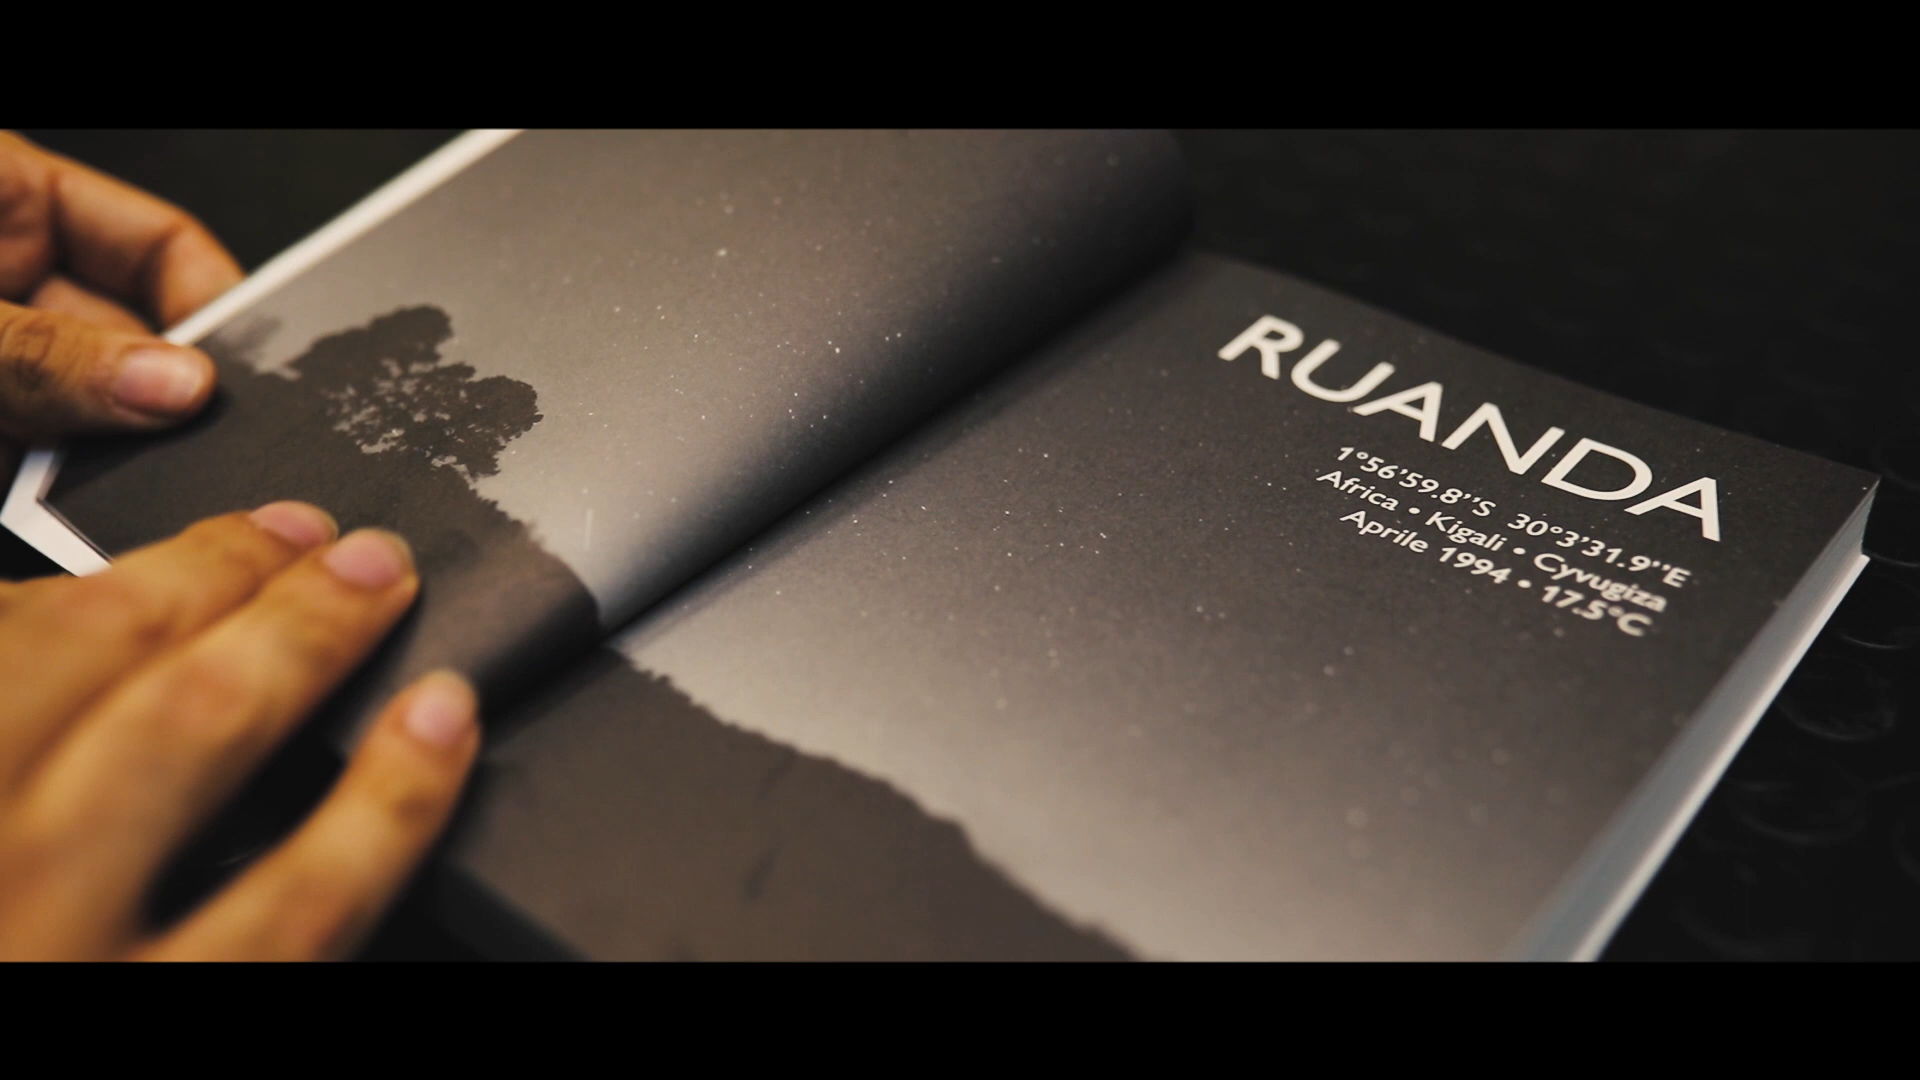 RUANDA
1°56'59.8''S 30°3'31.9''E
Africa • Kigali • Cyvugiza
Aprile 1994 • 17.5°C